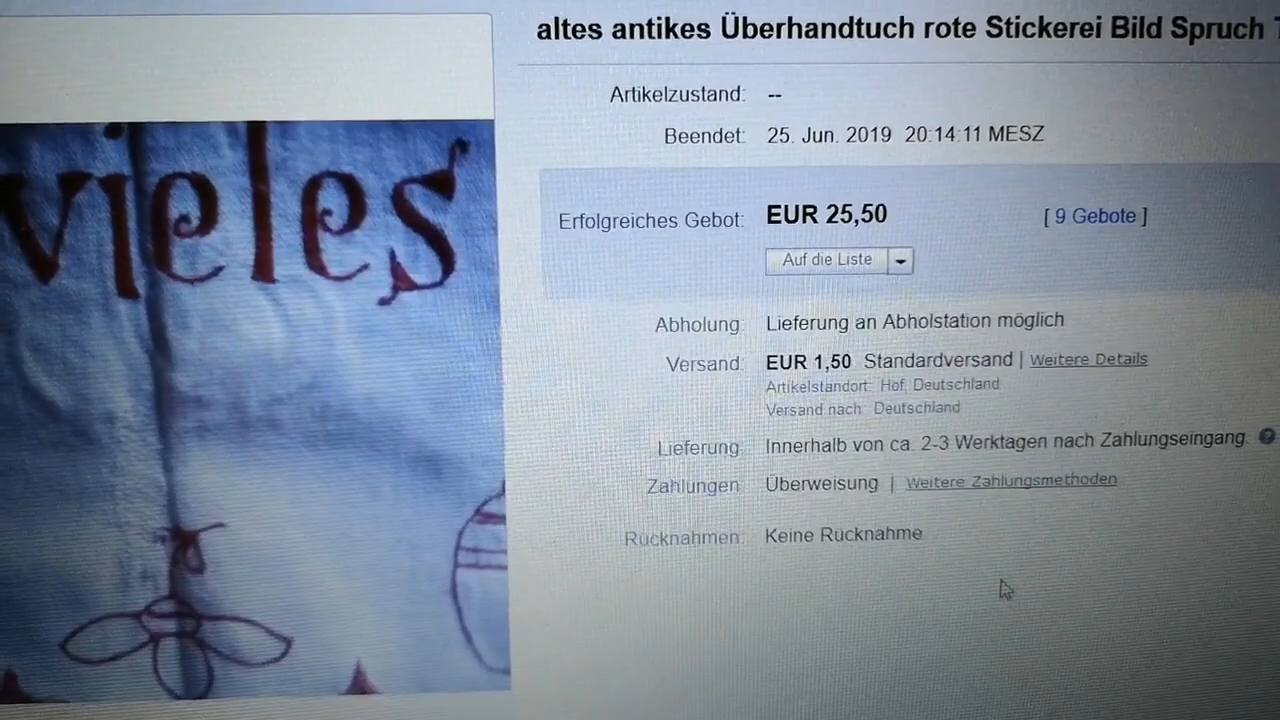 altes antikes Überhandtuch rote Stickerei Bild Spruch
vieles
Artikelzustand: --
Beendet: 25. Jun. 2019 20:14:11 MESZ
Erfolgreiches Gebot: EUR 25,50 [ 9 Gebote ]
Auf die Liste
Abholung: Lieferung an Abholstation möglich
Versand: EUR 1,50 Standardversand | Weitere Details
Artikelstandort: Hof, Deutschland
Versand nach: Deutschland
Lieferung: Innerhalb von ca. 2-3 Werktagen nach Zahlungseingang.
Zahlungen: Überweisung | Weitere Zahlungsmethoden
Rücknahmen: Keine Rücknahme